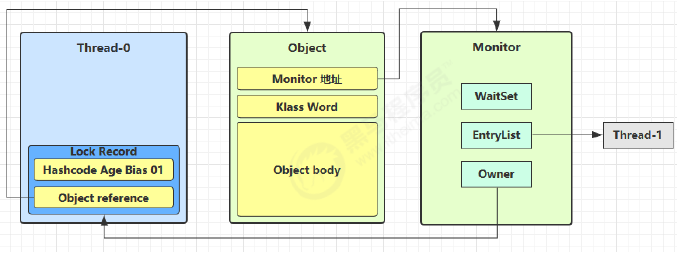 Thread-0
Lock Record
Hashcode Age Bias 01
Object reference
Object
Monitor 地址
Klass Word
Object body
Monitor
WaitSet
EntryList
Owner
Thread-1